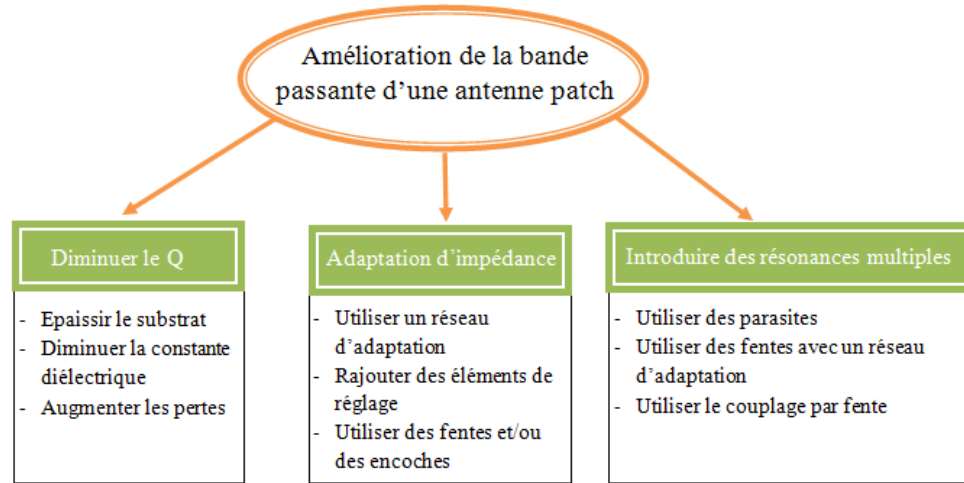 Amélioration de la bande
passante d'une antenne patch
Diminuer le Q
- Epaissir le substrat
- Diminuer la constante
diélectrique
- Augmenter les pertes
Adaptation d'impédance
- Utiliser un réseau
d'adaptation
- Rajouter des éléments de
réglage
- Utiliser des fentes et/ou
des encoches
Introduire des résonances multiples
- Utiliser des parasites
- Utiliser des fentes avec un réseau
d'adaptation
- Utiliser le couplage par fente